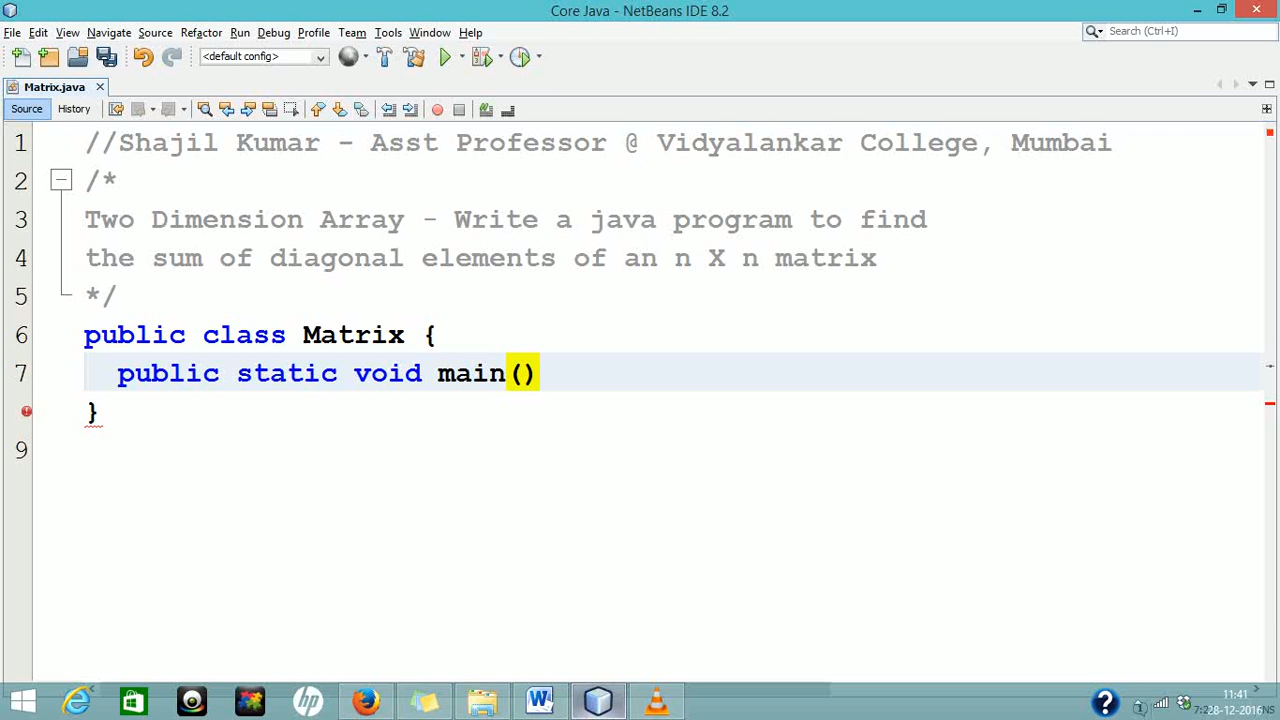 Core Java - NetBeans IDE 8.2
File Edit View Navigate Source Refactor Run Debug Profile Team Tools Window Help
<default config>
Search (Ctrl+I)
Matrix.java
Source History
1 //Shajil Kumar - Asst Professor @ Vidyalankar College, Mumbai
2 /*
3 Two Dimension Array - Write a java program to find
4 the sum of diagonal elements of an n X n matrix
5 */
6 public class Matrix {
7 public static void main()
}
9
11:41
28-12-2016